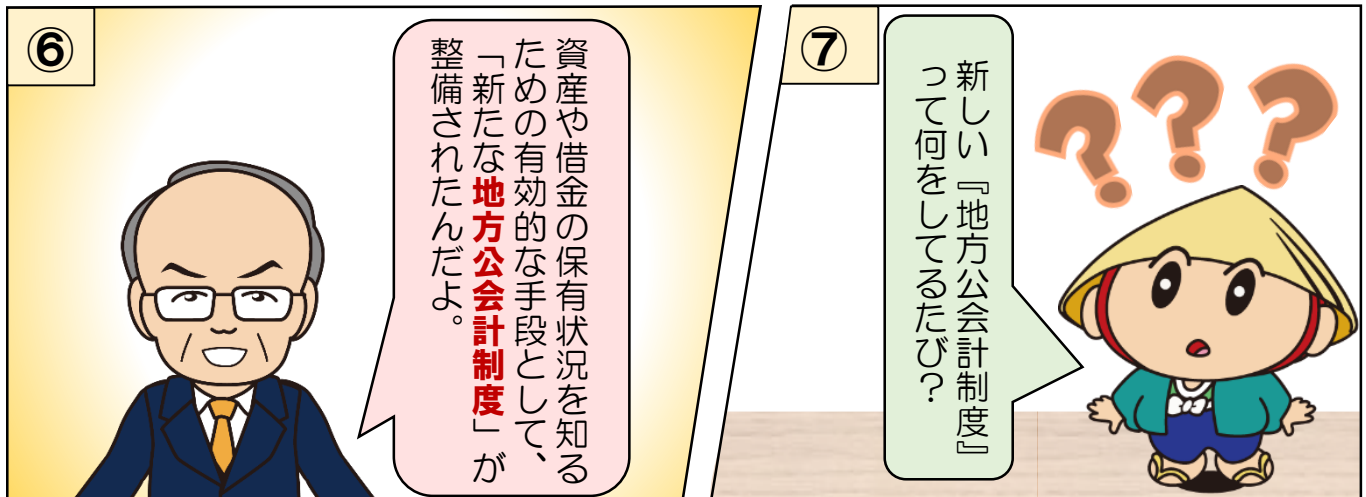 ⑥
資産や借金の保有状況を知る
ための有効的な手段として、
「新たな地方公会計制度」が
整備されたんだよ。
⑦
新しい『地方公会計制度』
って何をしてるたび？
？？？